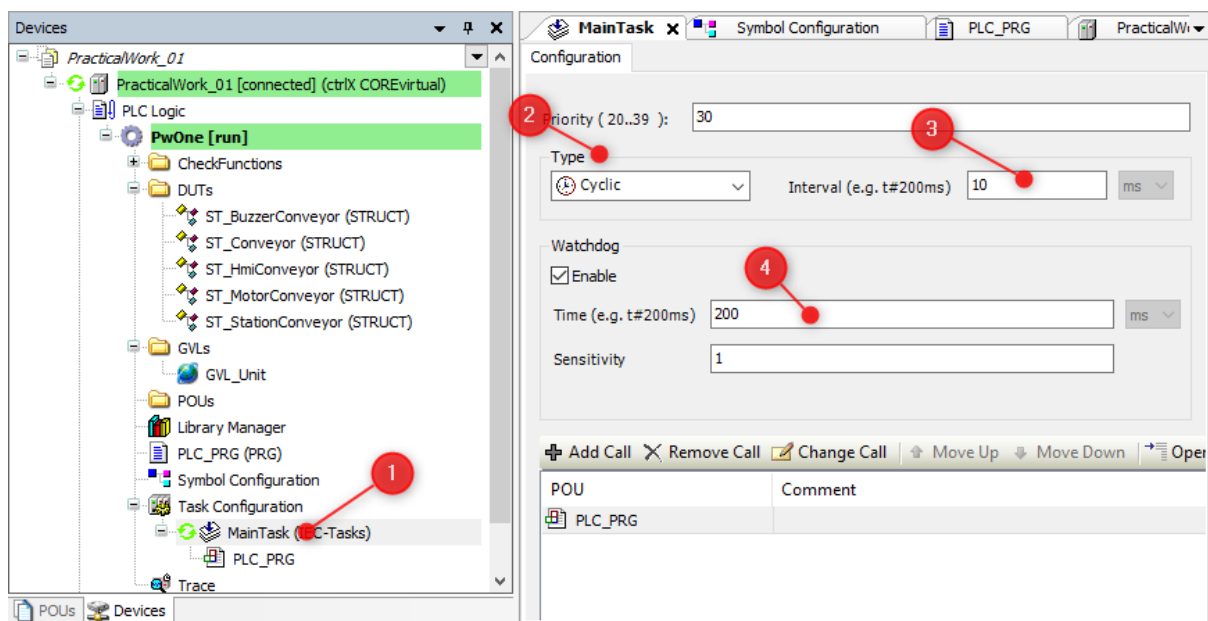 Devices
PracticalWork_01
PracticalWork_01 [connected] (ctrlX COREvirtual)
PLC Logic
PwOne [run]
CheckFunctions
DUTs
ST_BuzzerConveyor (STRUCT)
ST_Conveyor (STRUCT)
ST_HmiConveyor (STRUCT)
ST_MotorConveyor (STRUCT)
ST_StationConveyor (STRUCT)
GVLs
GVL_Unit
POUs
Library Manager
PLC_PRG (PRG)
Symbol Configuration
1
Task Configuration
MainTask (IEC-Tasks)
PLC_PRG
Trace
POUs Devices
MainTask Symbol Configuration PLC_PRG PracticalW
Configuration
2 Priority ( 20..39 ): 30
3
Type
Cyclic Interval (e.g. t#200ms) 10 ms
Watchdog
4
Enable
Time (e.g. t#200ms) 200 ms
Sensitivity 1
Add Call Remove Call Change Call Move Up Move Down Oper
POU Comment
PLC_PRG